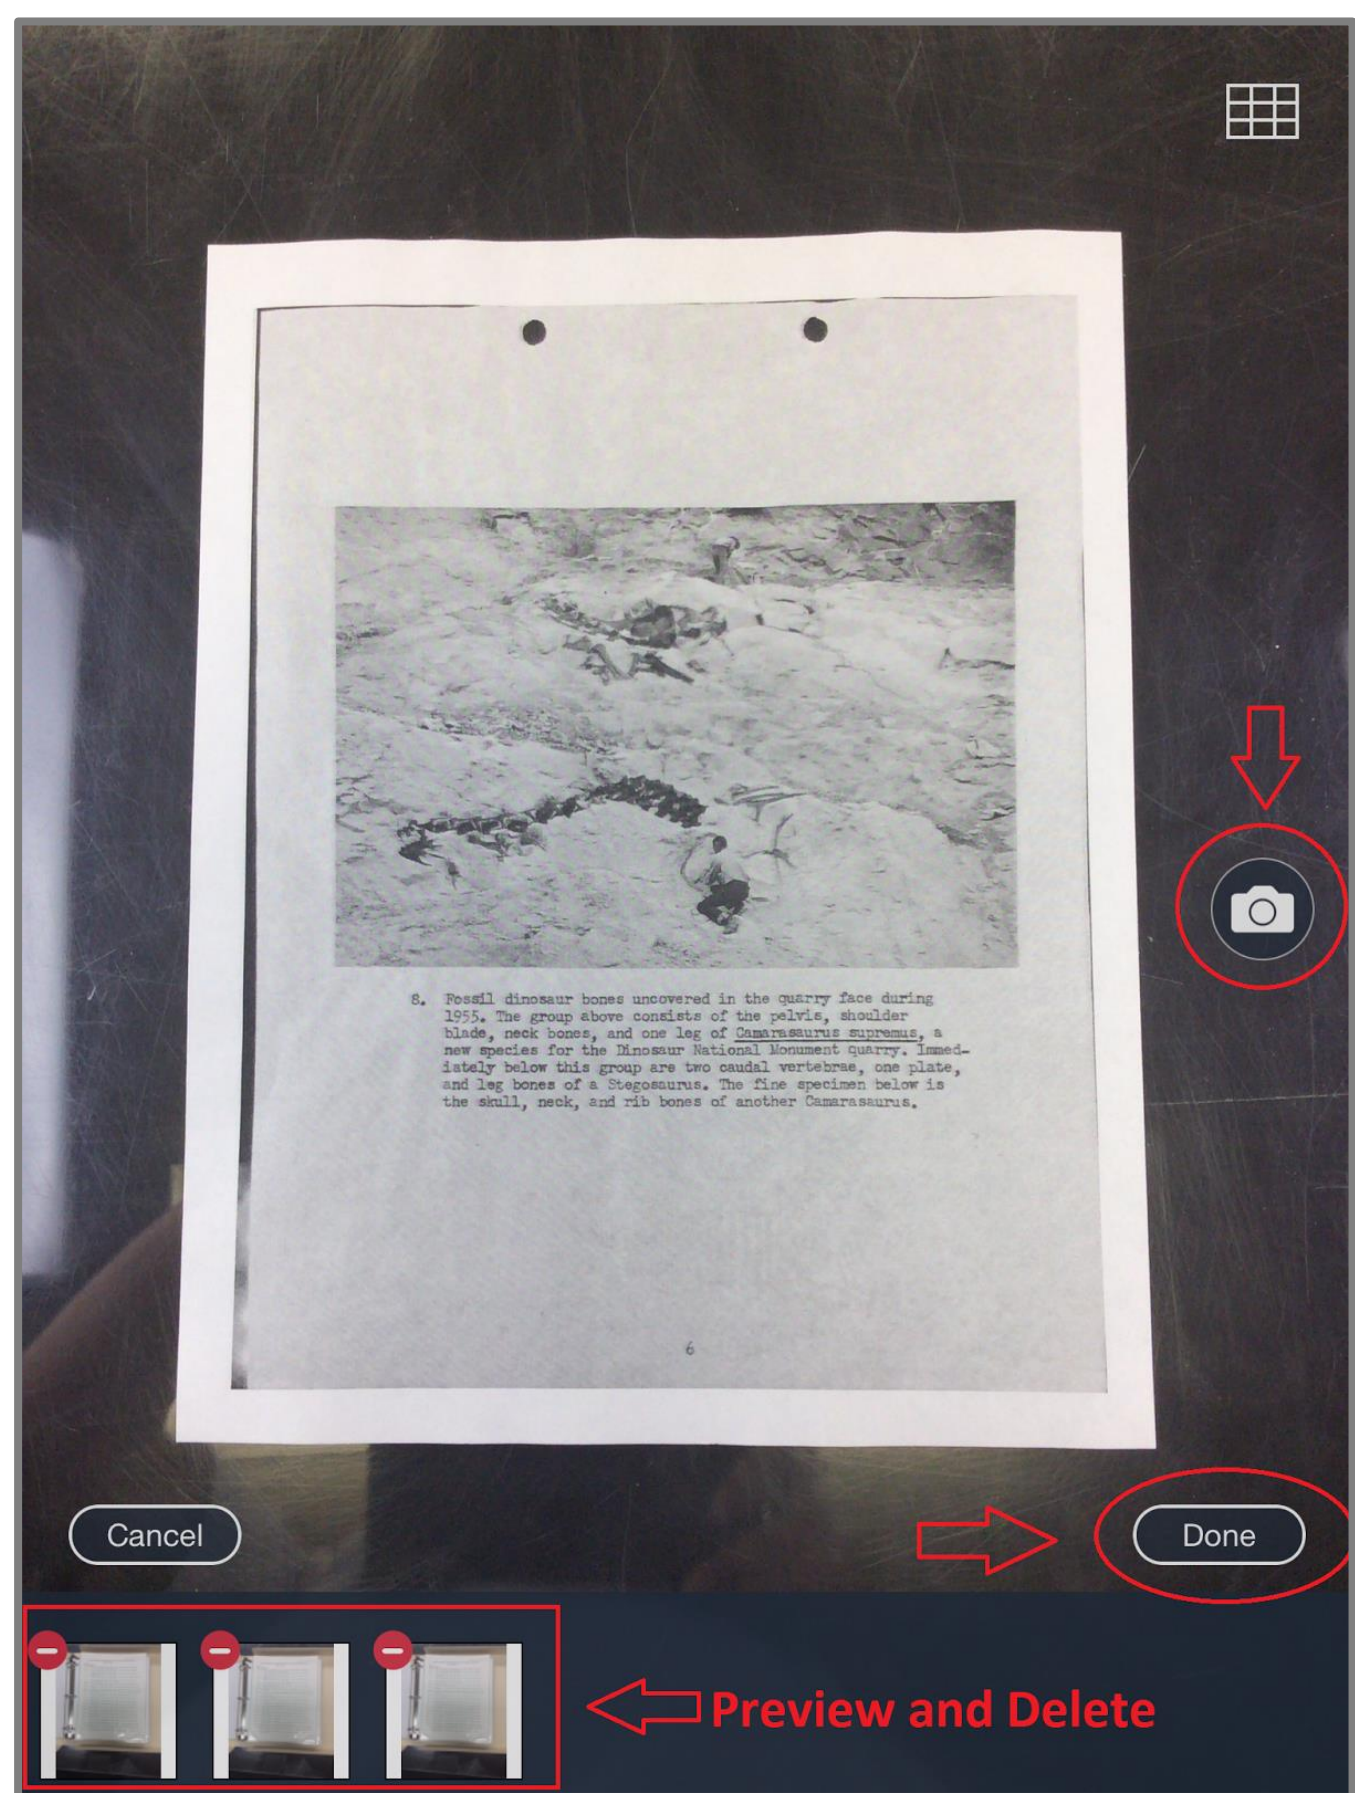 8. Fossil dinosaur bones uncovered in the quarry face during
1955. The group above consists of the pelvis, shoulder
blade, neck bones, and one leg of Camarasaurus supremus, a
new species for the Dinosaur National Monument quarry. Immed-
iately below this group are two caudal vertebrae, one plate,
and leg bones of a Stegosaurus. The fine specimen below is
the skull, neck, and rib bones of another Camarasaurus.
6
Cancel
Done
Preview and Delete